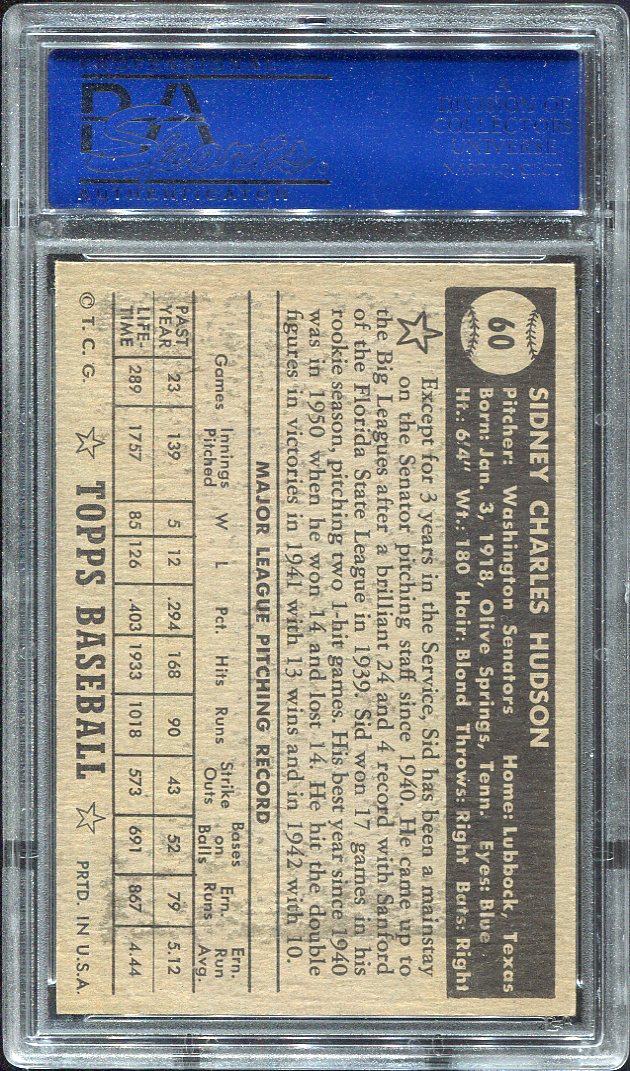 PSA
Sports
AUTHENTICATOR
A
DIVISION OF
COLLECTORS
UNIVERSE
NASDAQ: CLCT
60
SIDNEY CHARLES HUDSON
Pitcher: Washington Senators Home: Lubbock, Texas
Born: Jan. 3, 1918, Olive Springs, Tenn. Eyes: Blue
Ht.: 6'4" Wt.: 180 Hair: Blond Throws: Right Bats: Right
Except for 3 years in the Service, Sid has been a mainstay
on the Senator pitching staff since 1940. He came up to
the Big Leagues after a brilliant 24 and 4 record with Sanford
of the Florida State League in 1939. Sid won 17 games in his
rookie season, pitching two 1-hit games. His best year since 1940
was in 1950 when he won 14 and lost 14. He hit the double
figures in victories in 1941 with 13 wins and in 1942 with 10.
MAJOR LEAGUE PITCHING RECORD
Games Innings Pitched W L Pct. Hits Runs Strike Outs Bases on Balls Ern. Runs Ern. Run Avg.
PAST YEAR 23 139 5 12 .294 168 90 43 52 79 5.12
LIFE-TIME 289 1757 85 126 .403 1933 1018 573 691 867 4.44
© T. C. G. ☆ TOPPS BASEBALL ☆ PRTD. IN U.S.A.